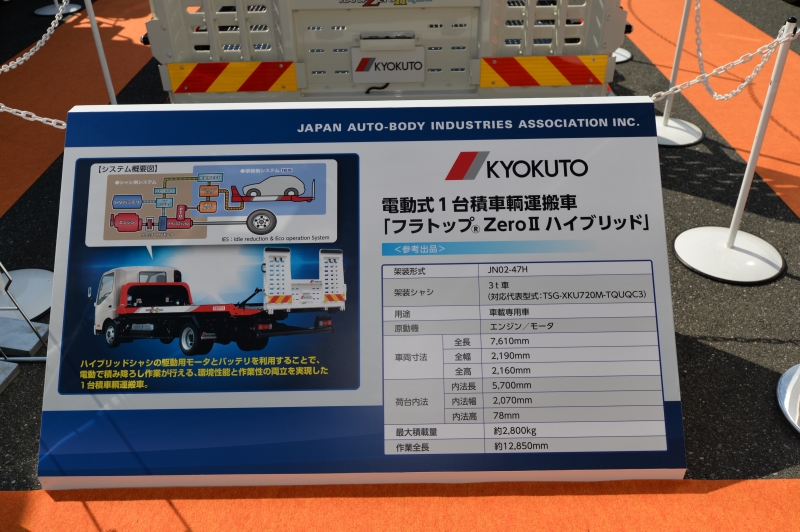 KYOKUTO
JAPAN AUTO-BODY INDUSTRIES ASSOCIATION INC.
KYOKUTO
電動式1台積車輌運搬車
「フラトップ® ZeroⅡ ハイブリッド」
<参考出品>
【システム概要図】
IES : Idle reduction & Eco operation System
ハイブリッドシャシの駆動用モータとバッテリを利用することで、
電動で積み降ろし作業が行える、環境性能と作業性の両立を実現した
1台積車輌運搬車。
架装形式 JN02-47H
架装シャシ 3t車
(対応代表型式:TSG-XKU720M-TQUQC3)
用途 車載専用車
原動機 エンジン/モータ
車両寸法 全長 7,610mm
全幅 2,190mm
全高 2,160mm
荷台内法 内法長 5,700mm
内法幅 2,070mm
内法高 78mm
最大積載量 約2,800kg
作業全長 約12,850mm